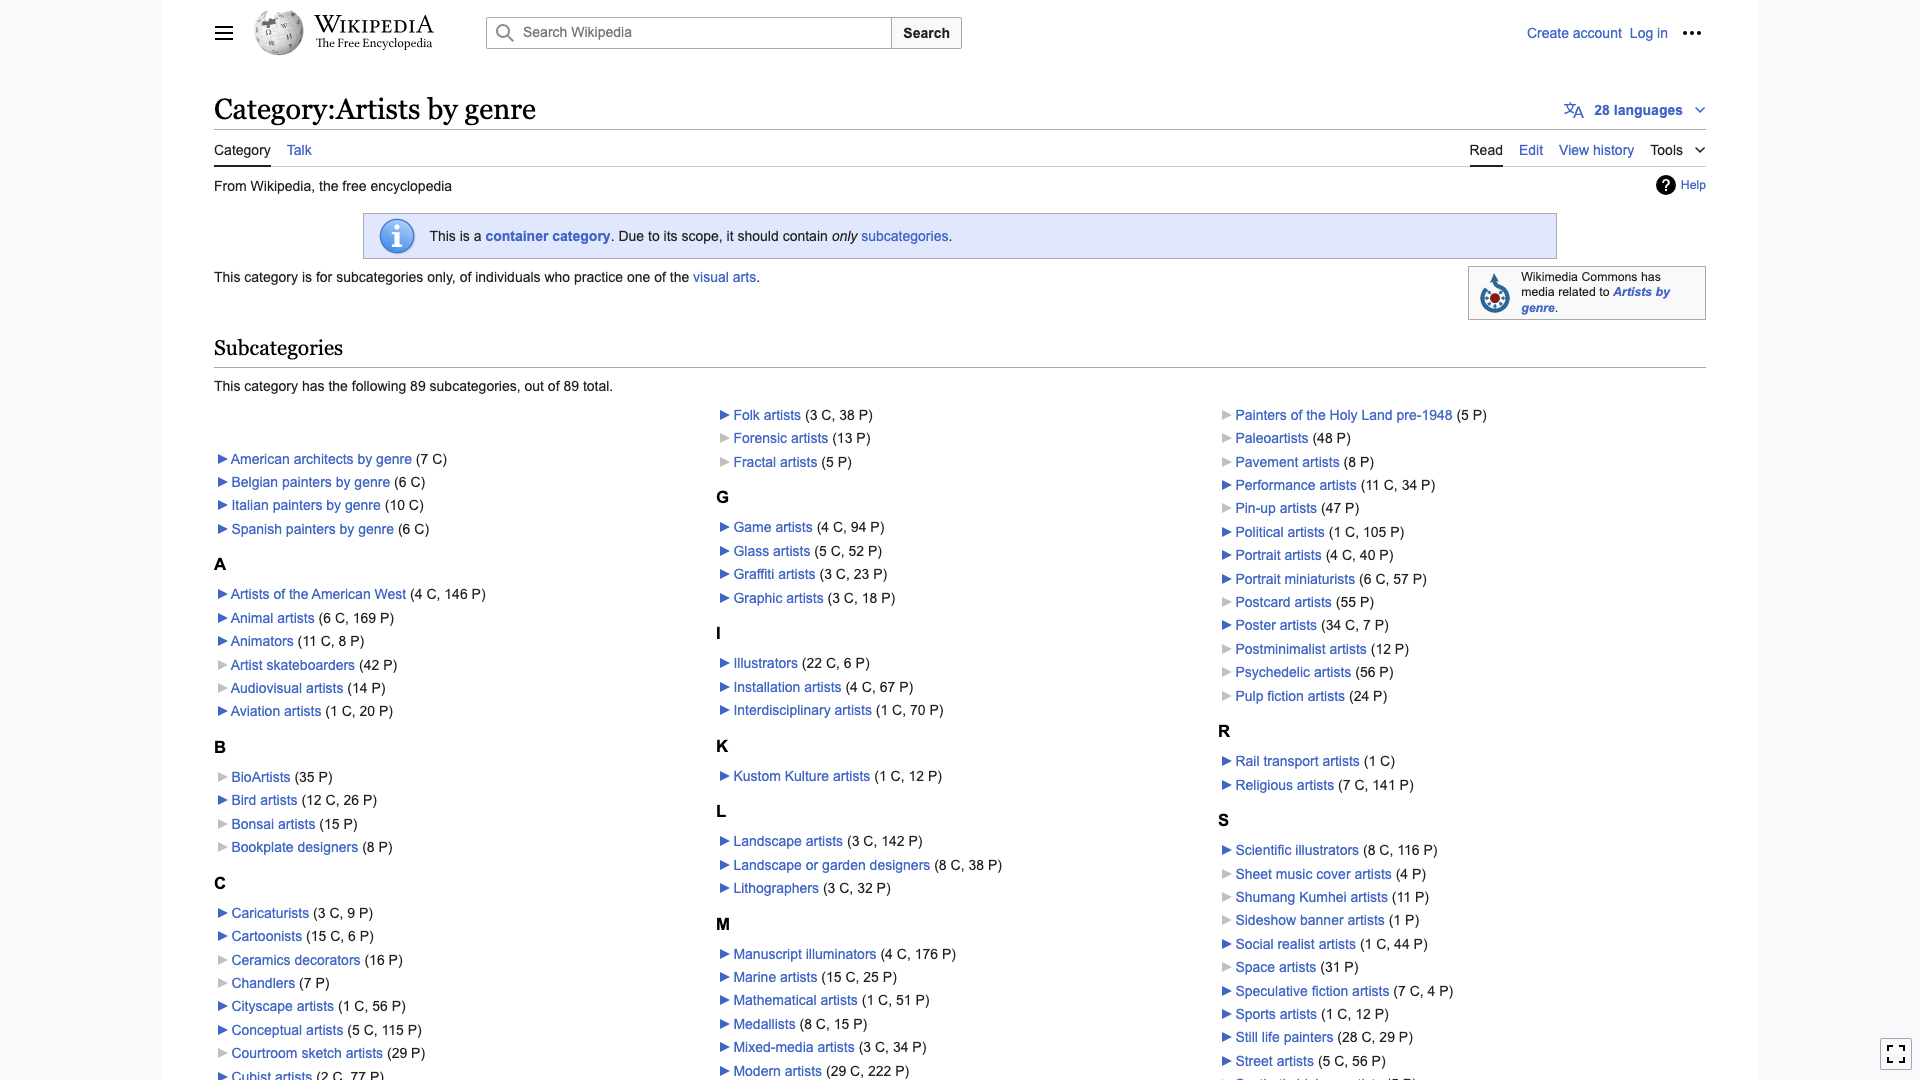 WIKIPEDIA
The Free Encyclopedia
Search Wikipedia
Search
Create account Log in
Category:Artists by genre
28 languages
Category Talk
Read Edit View history Tools
From Wikipedia, the free encyclopedia
Help
This is a container category. Due to its scope, it should contain only subcategories.
This category is for subcategories only, of individuals who practice one of the visual arts.
Wikimedia Commons has
media related to Artists by
genre.
Subcategories
This category has the following 89 subcategories, out of 89 total.
► American architects by genre (7 C)
► Belgian painters by genre (6 C)
► Italian painters by genre (10 C)
► Spanish painters by genre (6 C)
A
► Artists of the American West (4 C, 146 P)
► Animal artists (6 C, 169 P)
► Animators (11 C, 8 P)
► Artist skateboarders (42 P)
► Audiovisual artists (14 P)
► Aviation artists (1 C, 20 P)
B
► BioArtists (35 P)
► Bird artists (12 C, 26 P)
► Bonsai artists (15 P)
► Bookplate designers (8 P)
C
► Caricaturists (3 C, 9 P)
► Cartoonists (15 C, 6 P)
► Ceramics decorators (16 P)
► Chandlers (7 P)
► Cityscape artists (1 C, 56 P)
► Conceptual artists (5 C, 115 P)
► Courtroom sketch artists (29 P)
► Cubist artists (2 C, 77 P)
► Folk artists (3 C, 38 P)
► Forensic artists (13 P)
► Fractal artists (5 P)
G
► Game artists (4 C, 94 P)
► Glass artists (5 C, 52 P)
► Graffiti artists (3 C, 23 P)
► Graphic artists (3 C, 18 P)
I
► Illustrators (22 C, 6 P)
► Installation artists (4 C, 67 P)
► Interdisciplinary artists (1 C, 70 P)
K
► Kustom Kulture artists (1 C, 12 P)
L
► Landscape artists (3 C, 142 P)
► Landscape or garden designers (8 C, 38 P)
► Lithographers (3 C, 32 P)
M
► Manuscript illuminators (4 C, 176 P)
► Marine artists (15 C, 25 P)
► Mathematical artists (1 C, 51 P)
► Medallists (8 C, 15 P)
► Mixed-media artists (3 C, 34 P)
► Modern artists (29 C, 222 P)
► Painters of the Holy Land pre-1948 (5 P)
► Paleoartists (48 P)
► Pavement artists (8 P)
► Performance artists (11 C, 34 P)
► Pin-up artists (47 P)
► Political artists (1 C, 105 P)
► Portrait artists (4 C, 40 P)
► Portrait miniaturists (6 C, 57 P)
► Postcard artists (55 P)
► Poster artists (34 C, 7 P)
► Postminimalist artists (12 P)
► Psychedelic artists (56 P)
► Pulp fiction artists (24 P)
R
► Rail transport artists (1 C)
► Religious artists (7 C, 141 P)
S
► Scientific illustrators (8 C, 116 P)
► Sheet music cover artists (4 P)
► Shumang Kumhei artists (11 P)
► Sideshow banner artists (1 P)
► Social realist artists (1 C, 44 P)
► Space artists (31 P)
► Speculative fiction artists (7 C, 4 P)
► Sports artists (1 C, 12 P)
► Still life painters (28 C, 29 P)
► Street artists (5 C, 56 P)